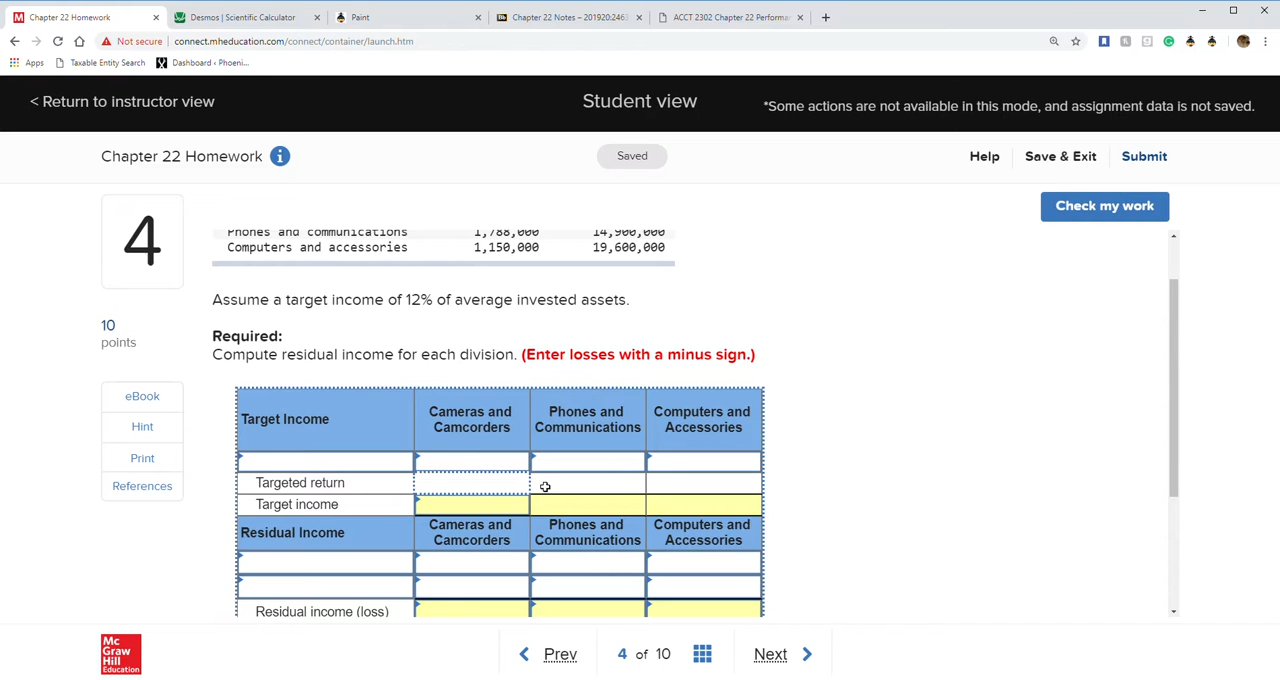 Chapter 22 Homework
Desmos | Scientific Calculator
Paint
Chapter 22 Notes – 201920:2463
ACCT 2302 Chapter 22 Performa
Not secure | connect.mheducation.com/connect/container/launch.htm
Apps
Taxable Entity Search
Dashboard ‹ Phoeni...
< Return to instructor view
Student view
*Some actions are not available in this mode, and assignment data is not saved.
Chapter 22 Homework
Saved
Help
Save & Exit
Submit
4
Check my work
Phones and communications 1,788,000 14,900,000
Computers and accessories 1,150,000 19,600,000
Assume a target income of 12% of average invested assets.
10
points
Required:
Compute residual income for each division. (Enter losses with a minus sign.)
eBook
Hint
Print
References
Target Income
Cameras and Camcorders
Phones and Communications
Computers and Accessories
Targeted return
Target income
Residual Income
Cameras and Camcorders
Phones and Communications
Computers and Accessories
Residual income (loss)
Mc
Graw
Hill
Education
Prev
4 of 10
Next